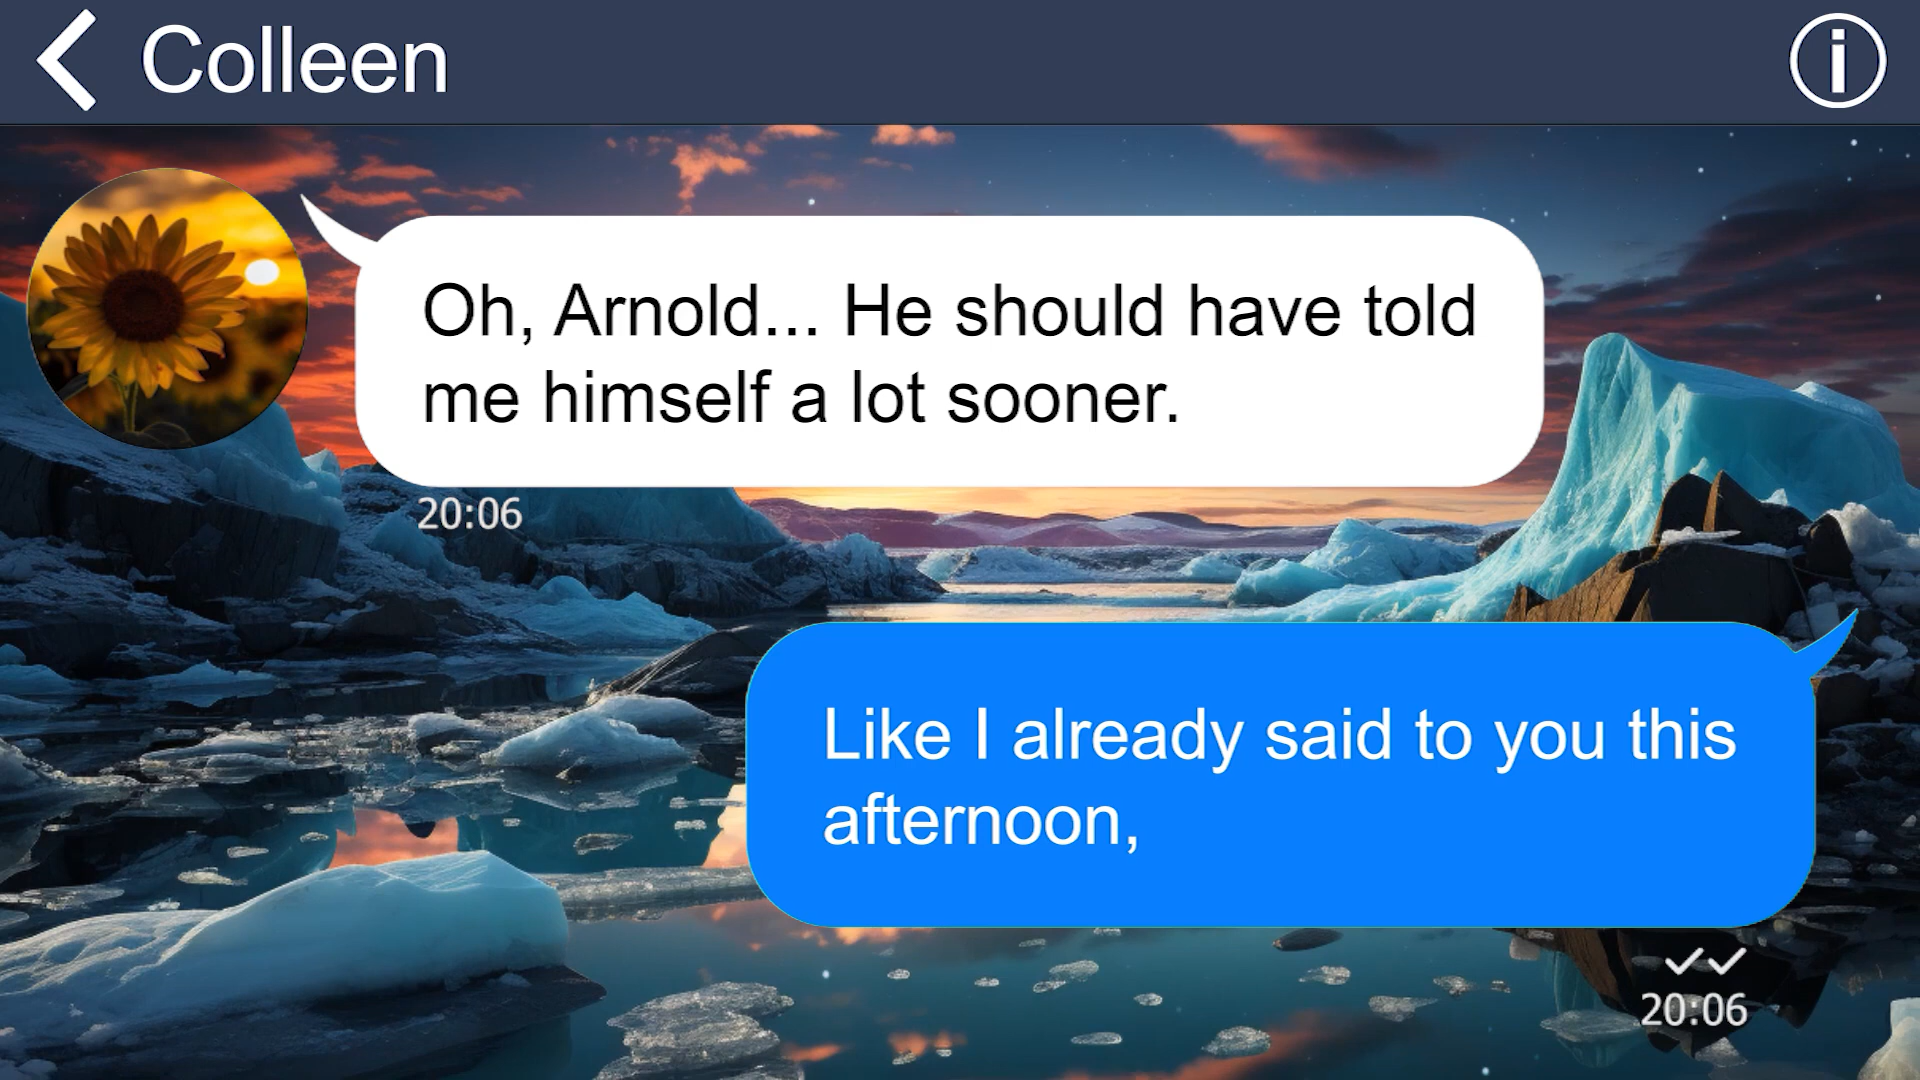 Colleen
Oh, Arnold... He should have told
me himself a lot sooner.
20:06
Like I already said to you this
afternoon,
20:06